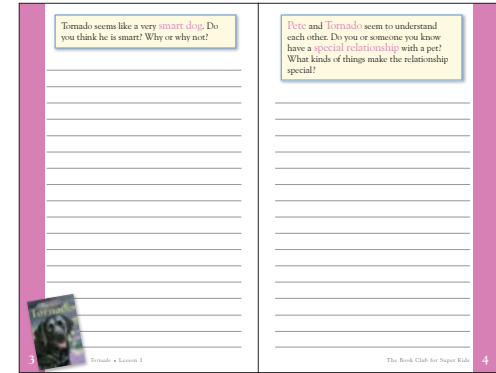 Tornado seems like a very smart dog. Do
you think he is smart? Why or why not?
Tornado
3
Tornado • Lesson 1
Pete and Tornado seem to understand
each other. Do you or someone you know
have a special relationship with a pet?
What kinds of things make the relationship
special?
The Book Club for Super Kids
4